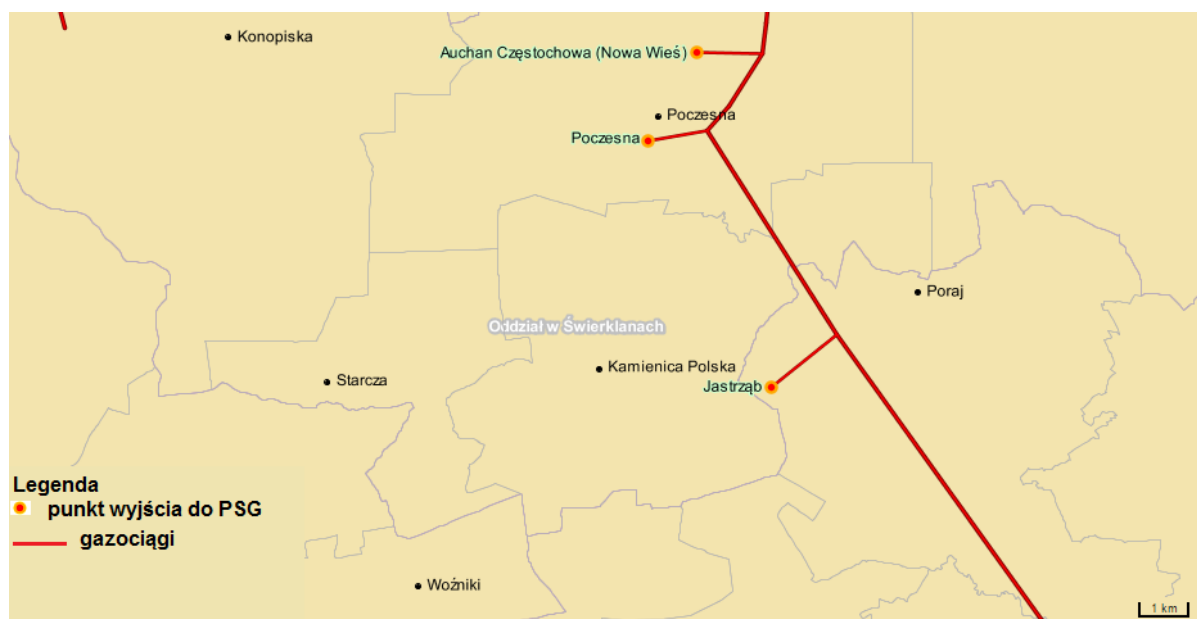 Konopiska
Auchan Częstochowa (Nowa Wieś)
Poczesna
Poczesna
Poraj
Oddział w Świerklanach
Kamienica Polska
Starcza
Jastrząb
Legenda
punkt wyjścia do PSG
gazociągi
Woźniki
1 km